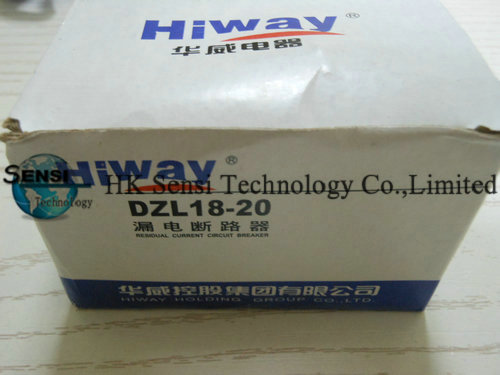 Hiway®
华威电器
Hiway®
SENSI
Technology
HK Sensi Technology Co.,Limited
DZL18-20
漏电断路器
RESIDUAL CURRENT CIRCUIT BREAKER
华威控股集团有限公司
HIWAY HOLDING GROUP CO.,LTD.